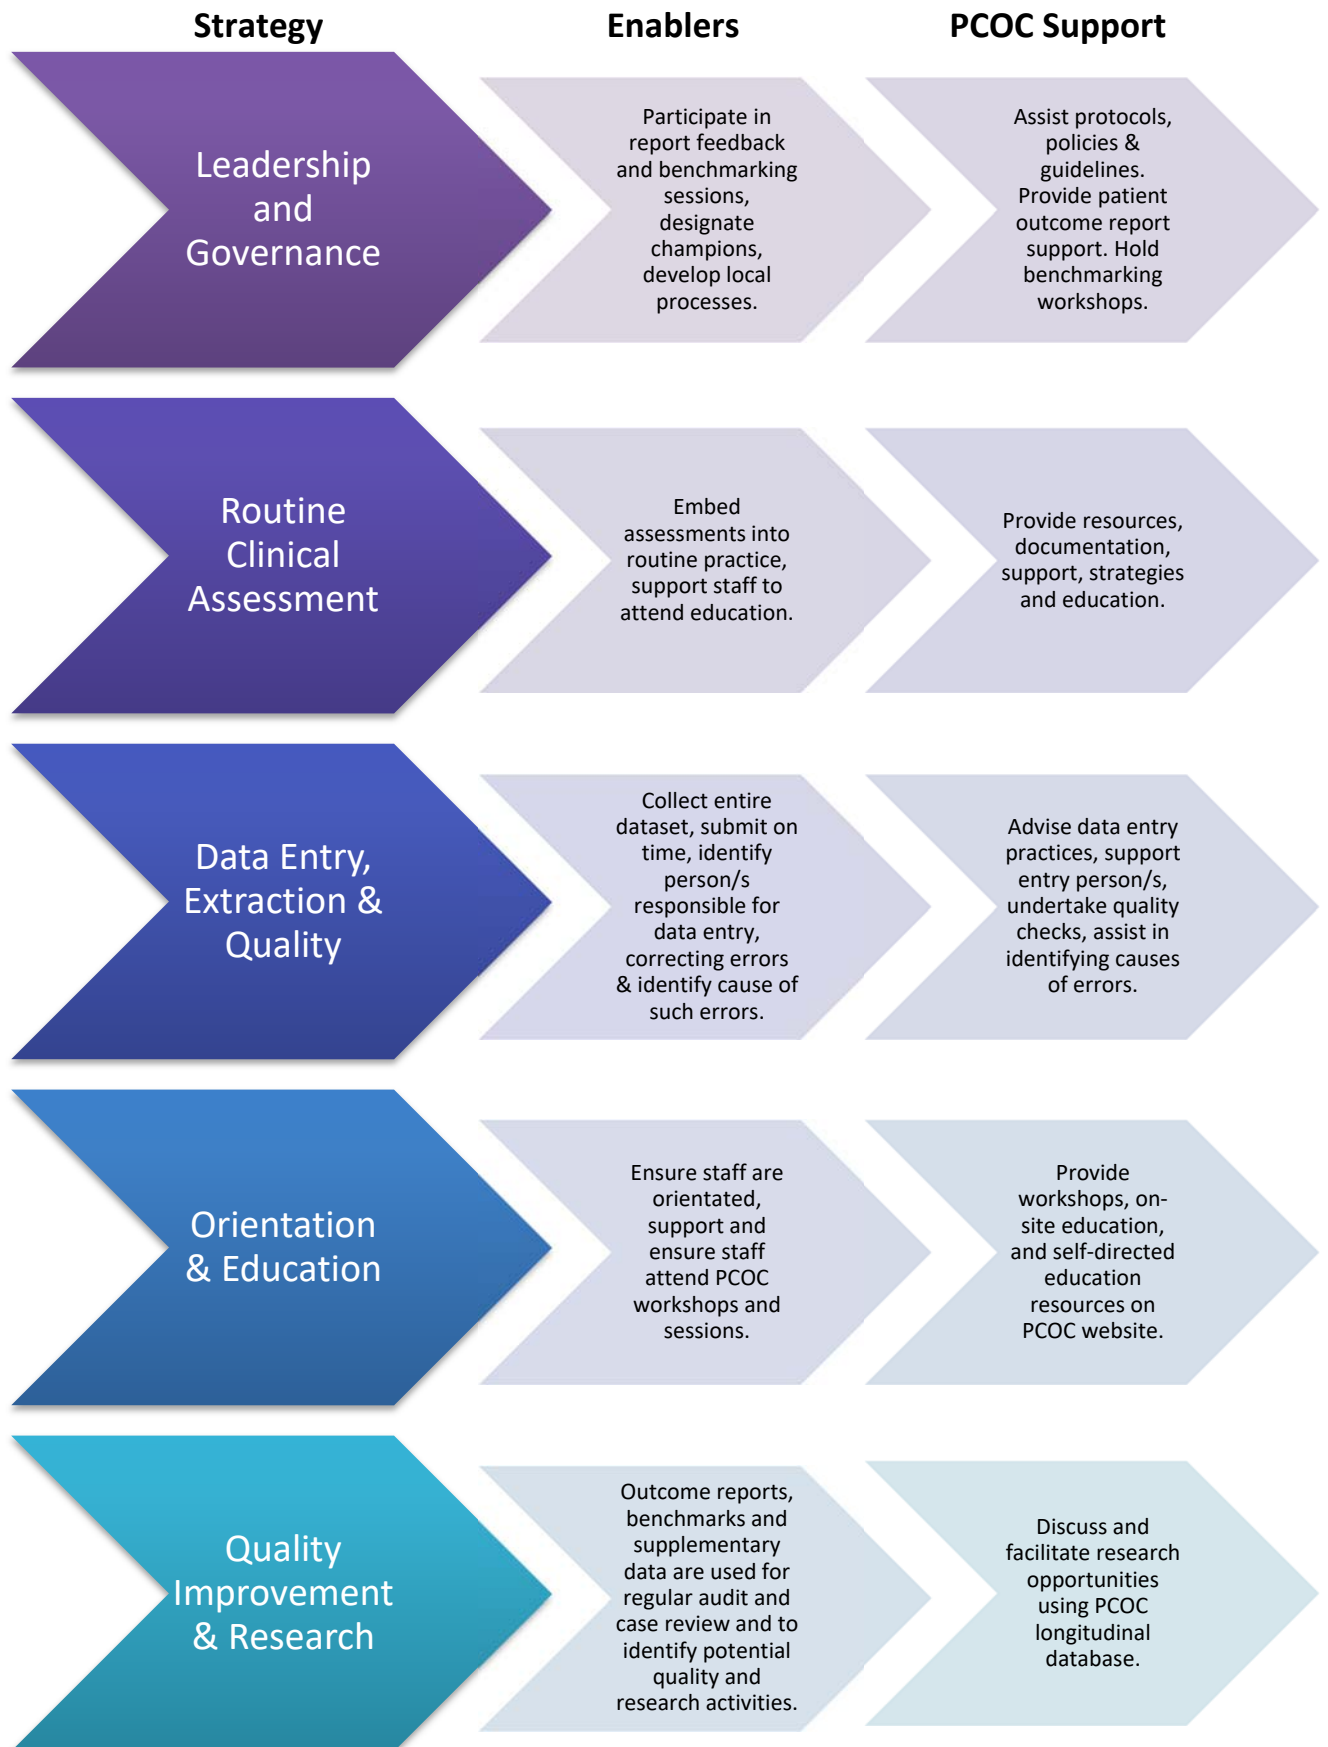 Strategy
Enablers
PCOC Support
Leadership
and
Governance
Participate in
report feedback
and benchmarking
sessions,
designate
champions,
develop local
processes.
Assist protocols,
policies &
guidelines.
Provide patient
outcome report
support. Hold
benchmarking
workshops.
Routine
Clinical
Assessment
Embed
assessments into
routine practice,
support staff to
attend education.
Provide resources,
documentation,
support, strategies
and education.
Data Entry,
Extraction &
Quality
Collect entire
dataset, submit on
time, identify
person/s
responsible for
data entry,
correcting errors
& identify cause of
such errors.
Advise data entry
practices, support
entry person/s,
undertake quality
checks, assist in
identifying causes
of errors.
Orientation
& Education
Ensure staff are
orientated,
support and
ensure staff
attend PCOC
workshops and
sessions.
Provide
workshops, on-
site education,
and self-directed
education
resources on
PCOC website.
Quality
Improvement
& Research
Outcome reports,
benchmarks and
supplementary
data are used for
regular audit and
case review and to
identify potential
quality and
research activities.
Discuss and
facilitate research
opportunities
using PCOC
longitudinal
database.